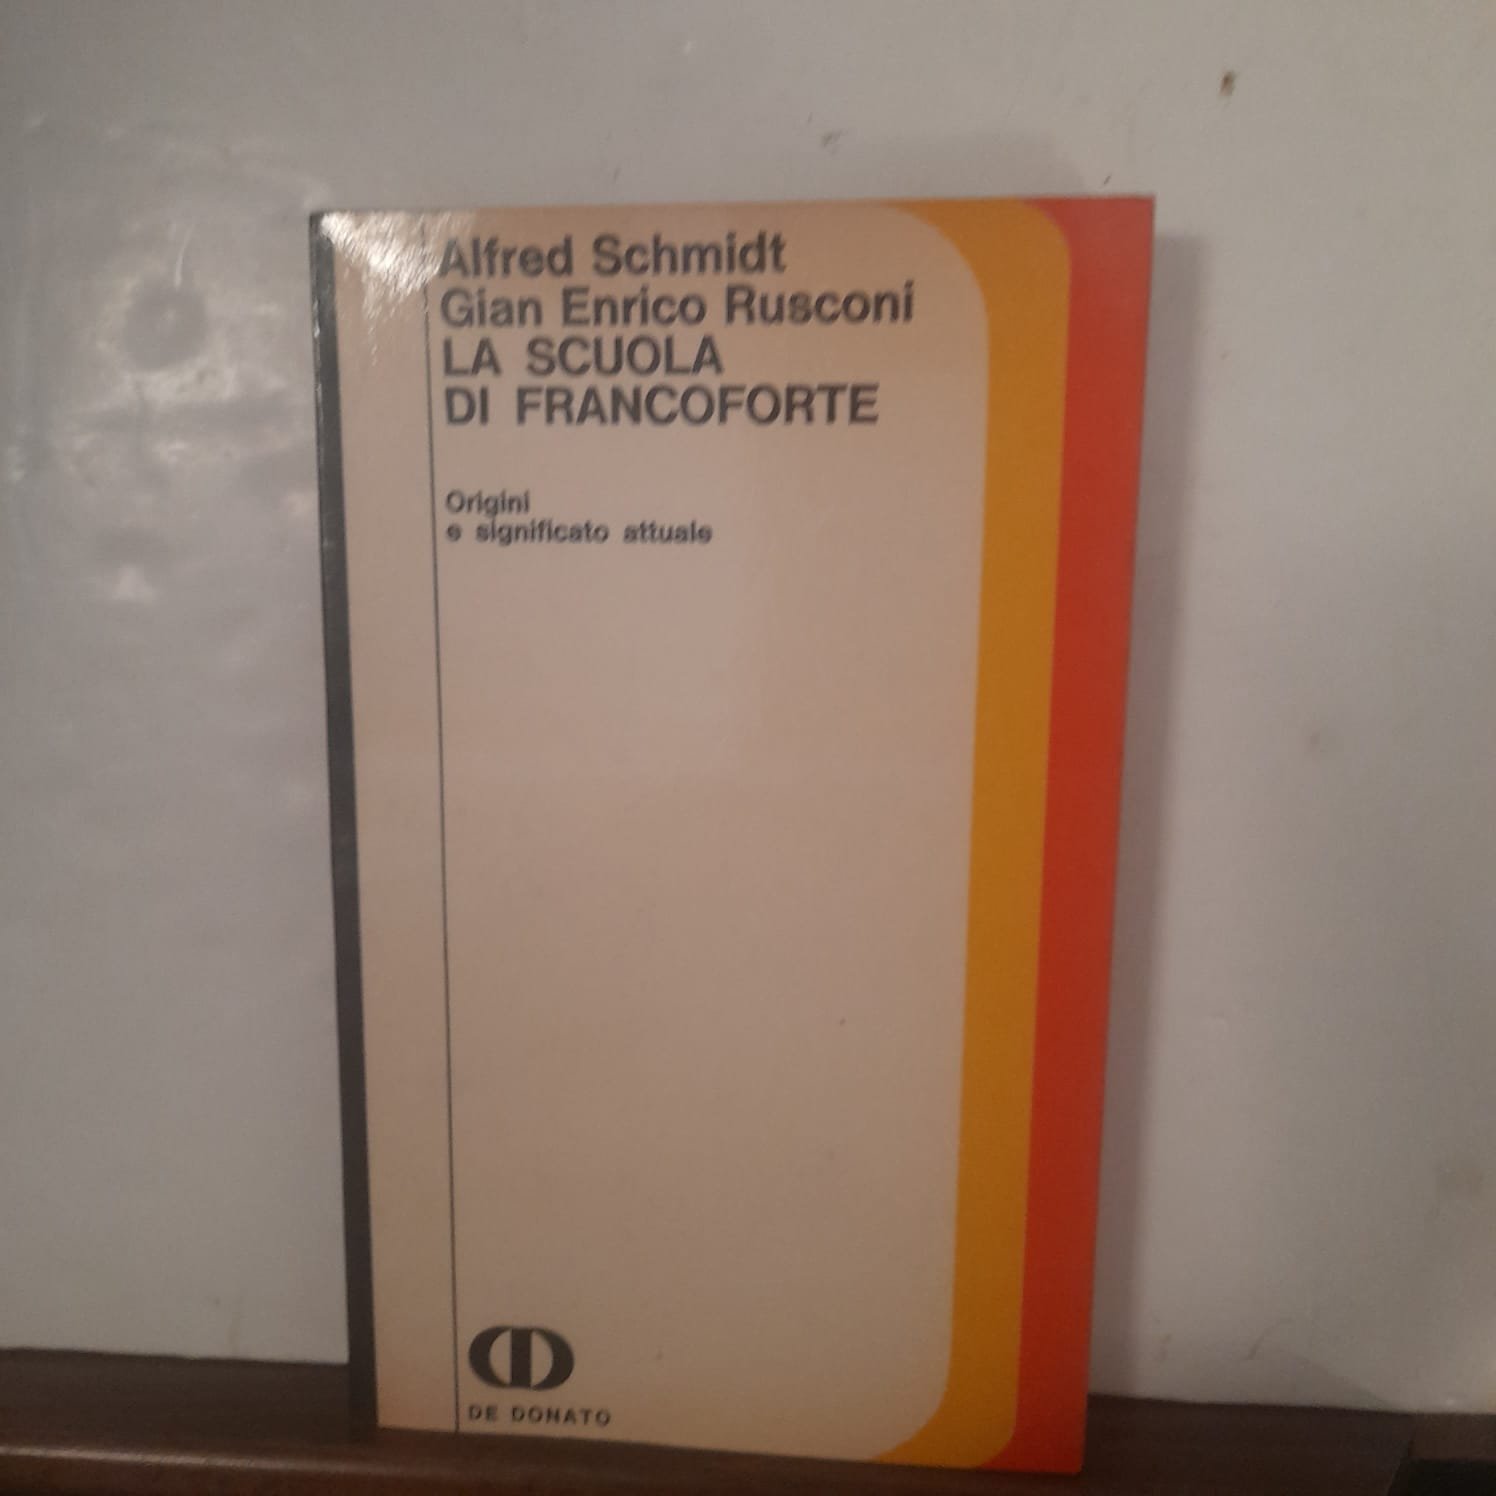 Alfred Schmidt
Gian Enrico Rusconi
LA SCUOLA
DI FRANCOFORTE
Origini
e significato attuale
DE DONATO